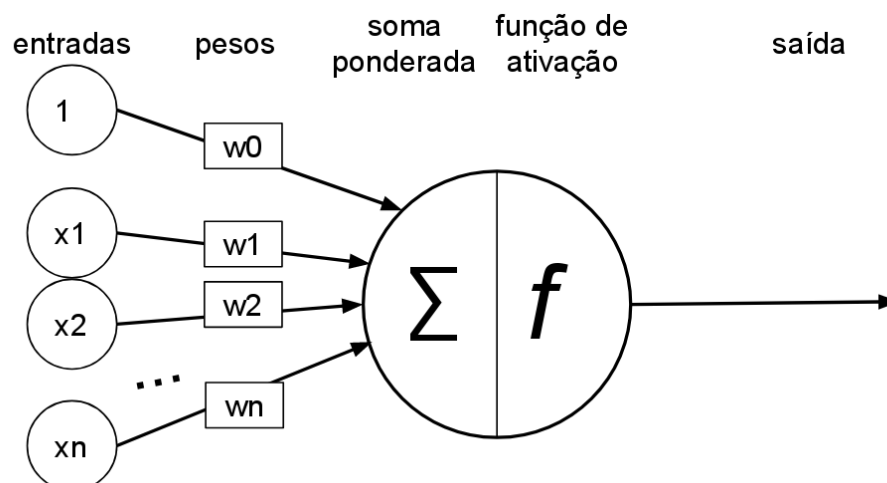 entradas
pesos
soma
ponderada
função de
ativação
saída
1
w0
x1
w1
x2
w2
...
xn
wn
Σ
f